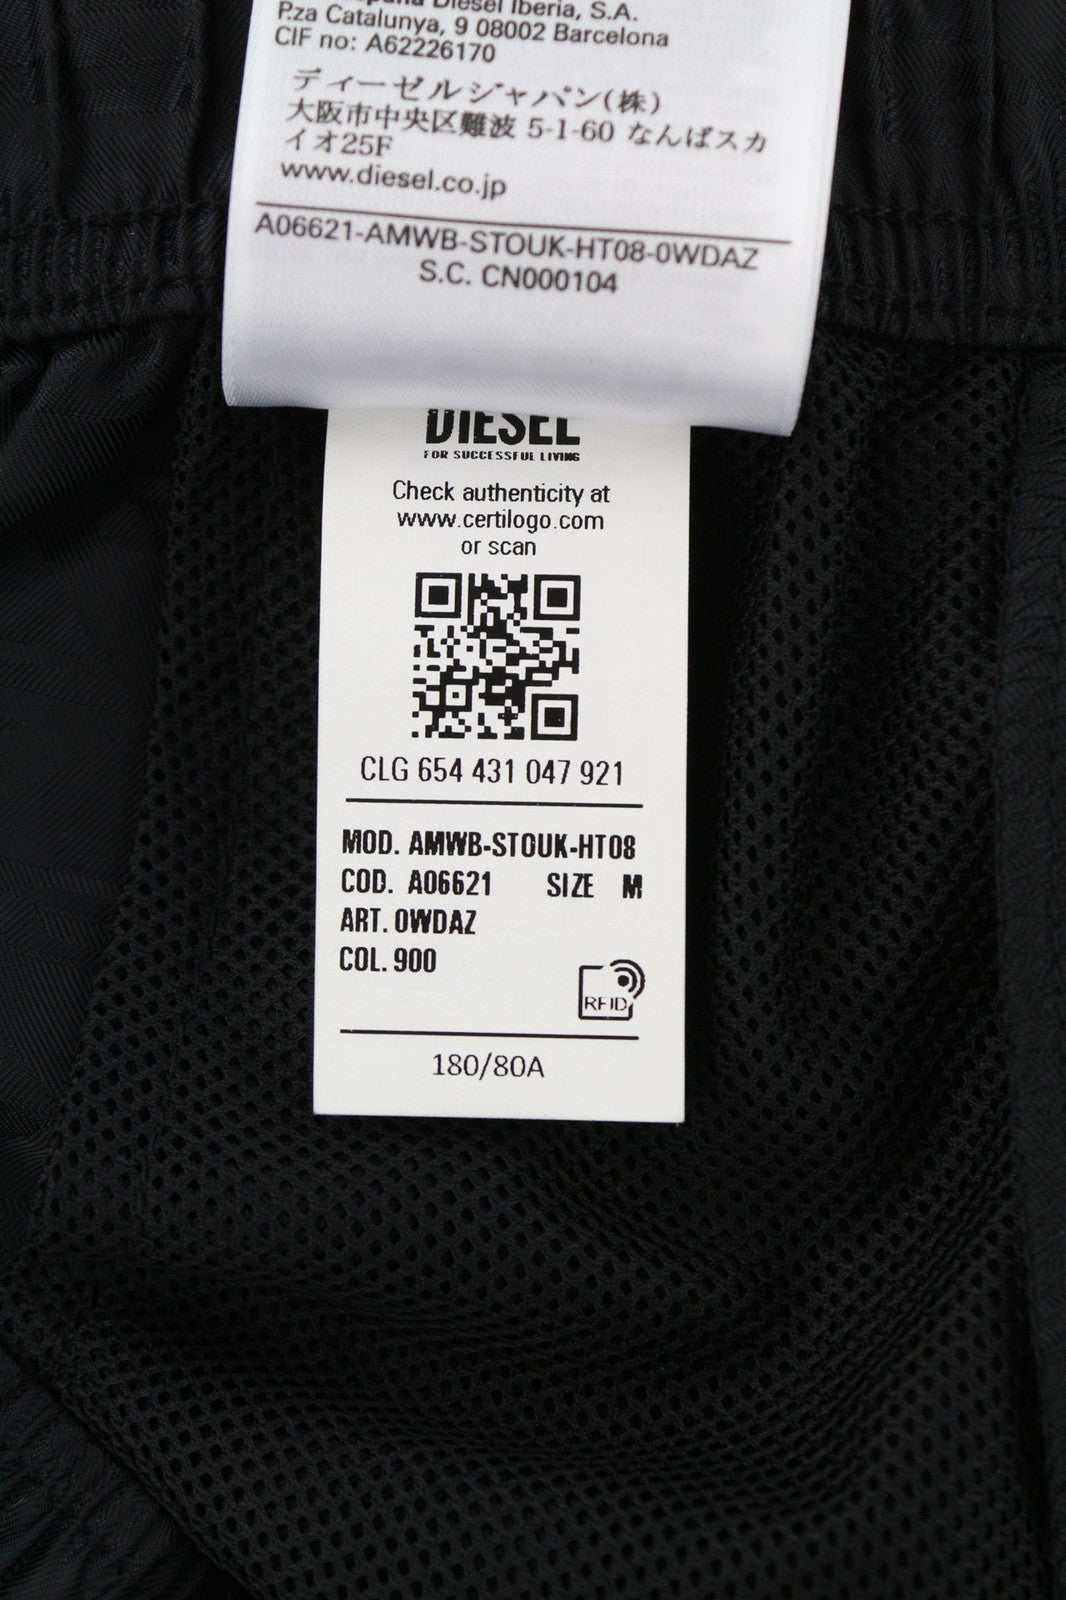 Diesel Iberia, S.A.
P.za Catalunya, 9 08002 Barcelona
CIF no: A62226170
ディーゼルジャパン(株)
大阪市中央区難波 5-1-60 なんばスカ
イオ25F
www.diesel.co.jp
A06621-AMWB-STOUK-HT08-0WDAZ
S.C. CN000104
DIESEL
FOR SUCCESSFUL LIVING
Check authenticity at
www.certilogo.com
or scan
CLG 654 431 047 921
MOD. AMWB-STOUK-HT08
COD. A06621 SIZE M
ART. 0WDAZ
COL. 900
RFID
180/80A